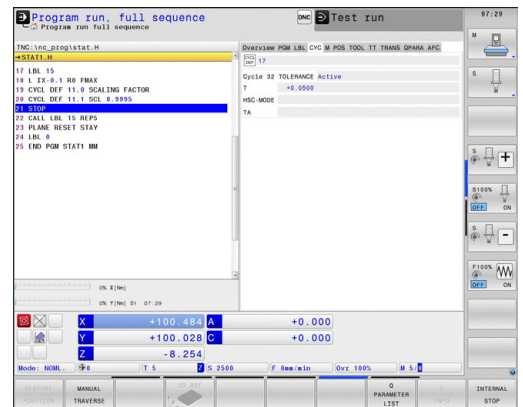 Program run, full sequence
DNC
Test run
07:29
Program run full sequence
TNC:\nc_prog\stat.H
→STAT1.H
17 LBL 15
18 L IX-0.1 R0 FMAX
19 CYCL DEF 11.0 SCALING FACTOR
20 CYCL DEF 11.1 SCL 0.9995
21 STOP
22 CALL LBL 15 REP5
23 PLANE RESET STAY
24 LBL 0
25 END PGM STAT1 MM
Overview PGM LBL CYC M POS TOOL TT TRANS QPARA AFC
CYCL DEF 17
Cycle 32 TOLERANCE Active
T +0.0500
HSC-MODE
TA
M
S
S
S100%
OFF ON
S
F100%
OFF ON
0% X[Nm]
0% Y[Nm] S1 07:29
X +100.484 A +0.000
Y +100.028 C +0.000
Z -8.254
Mode: NOML. 0 T 5 Z S 2500 F 0mm/min Ovr 100% M 5/
RESTORE POSITION
MANUAL TRAVERSE
3D ROT
Q PARAMETER LIST
Q INFO
INTERNAL STOP